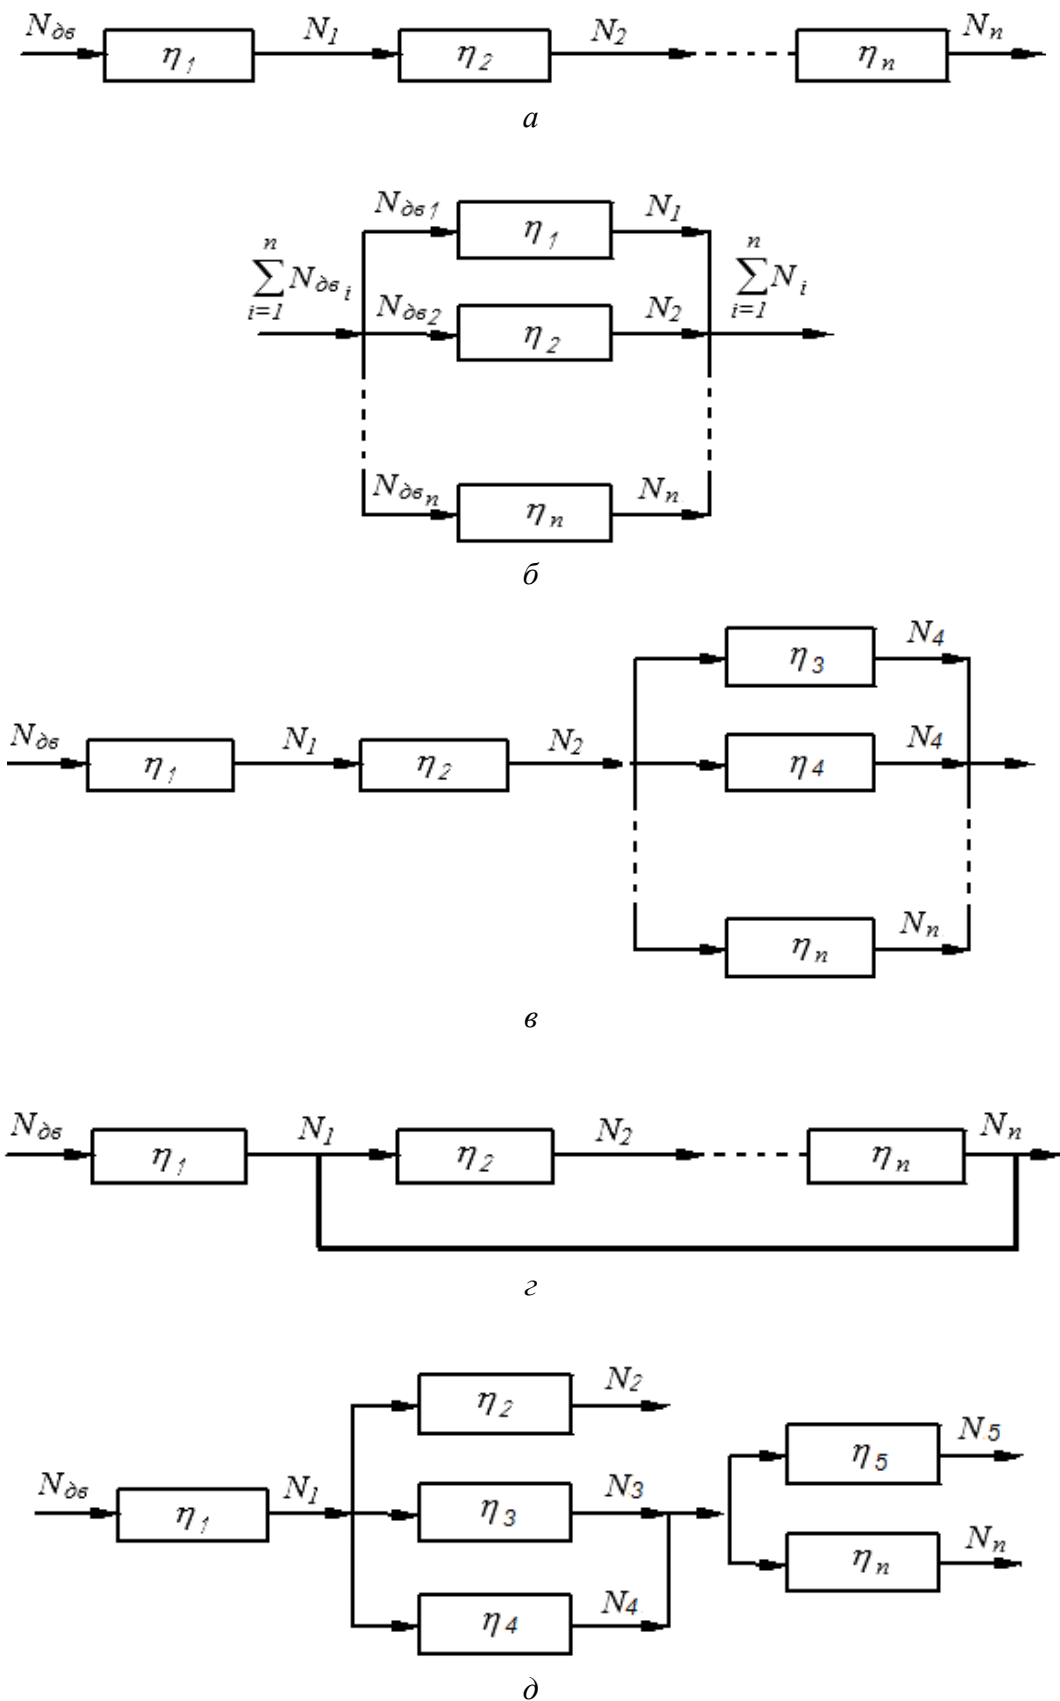 Nдв N1 N2 Nn
η1 η2 ηn
а
Nдв1 N1
η1
n n
∑Nдвi ∑Ni
i=1 i=1
Nдв2 N2
η2
Nдвn Nn
ηn
б
N4
η3
Nдв N1 N2 N4
η1 η2 η4
Nn
ηn
в
Nдв N1 N2 Nn
η1 η2 ηn
г
N2
η2
N5
η5
Nдв N1 N3
η1 η3
Nn
ηn
N4
η4
д